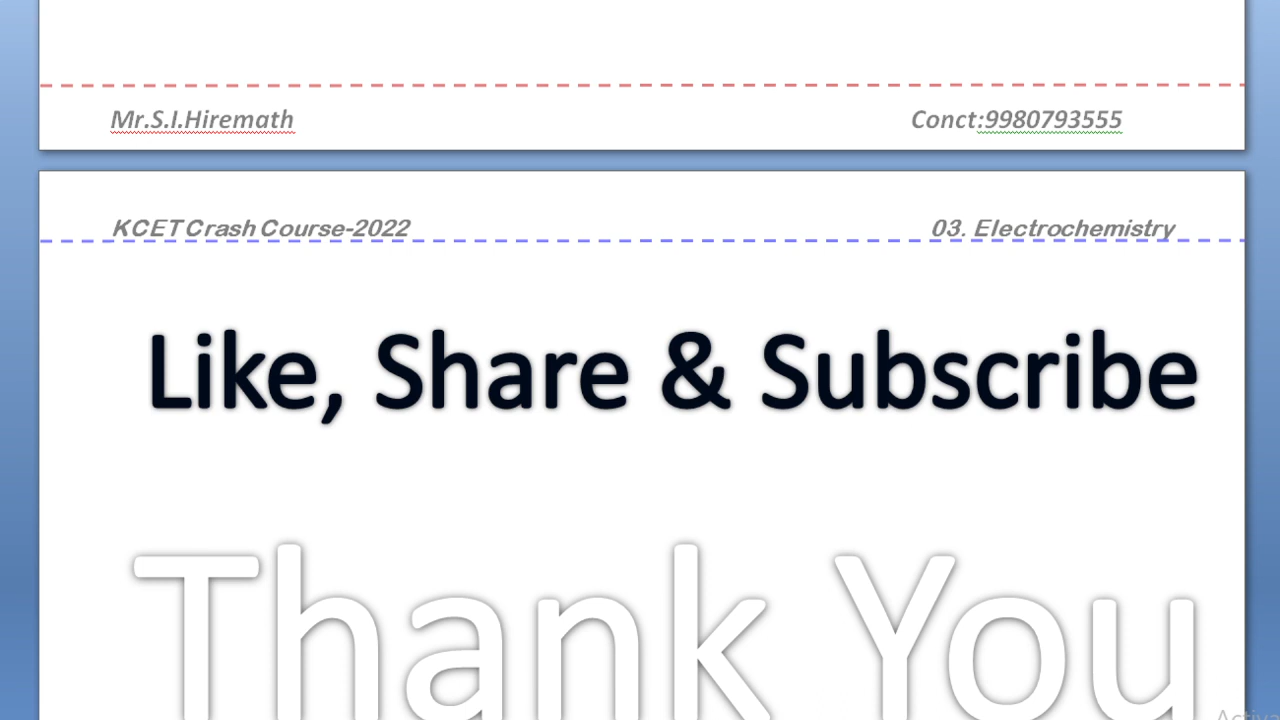 Mr.S.I.Hiremath Conct:9980793555
KCET Crash Course-2022 03. Electrochemistry
Like, Share & Subscribe
Thank You